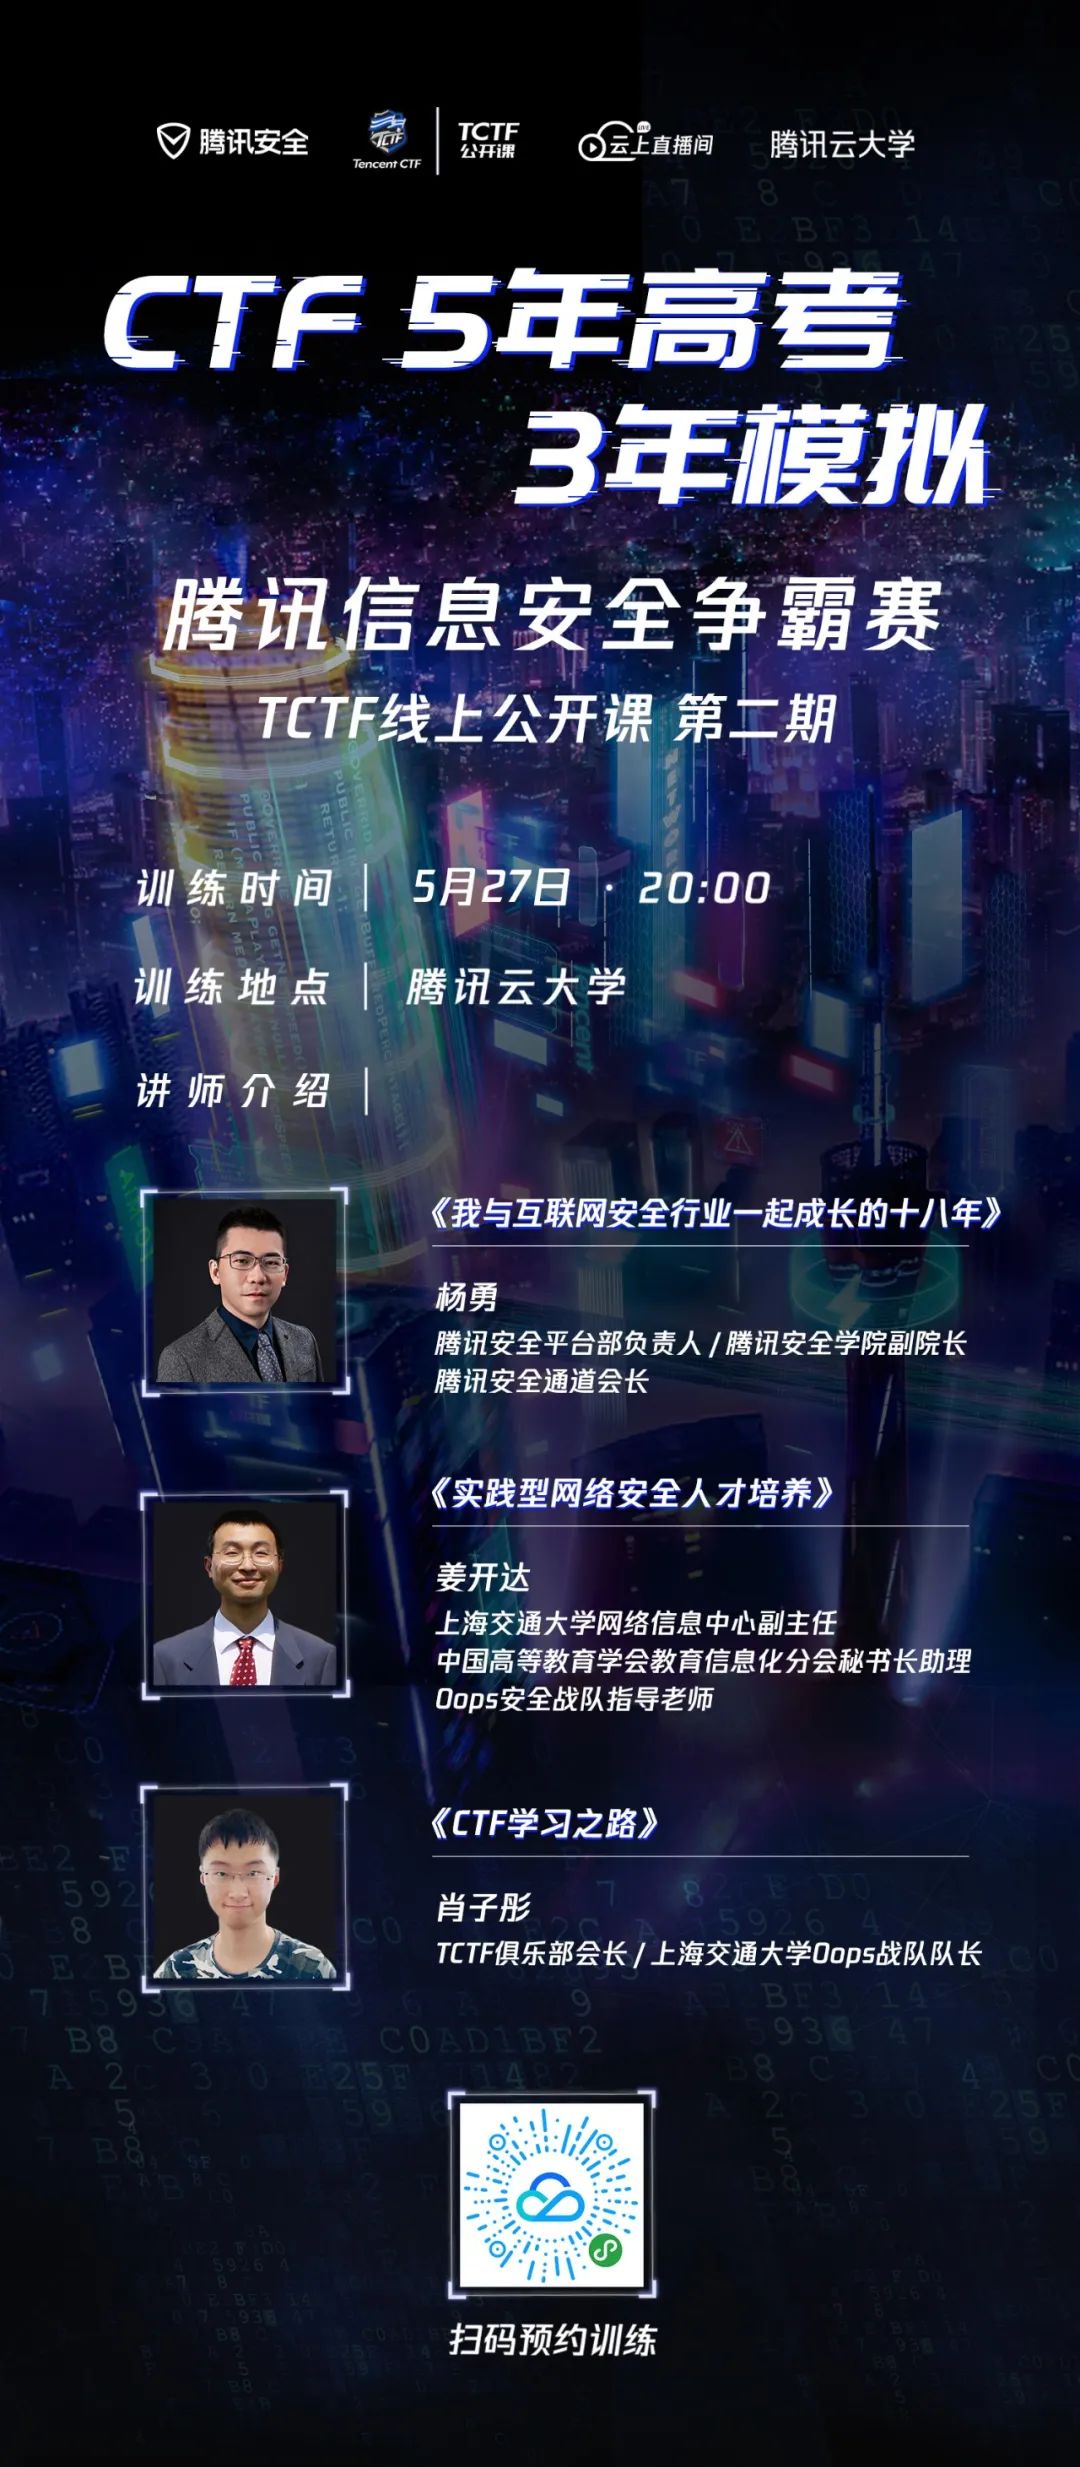 腾讯安全
TCTF
Tencent CTF
TCTF
公开课
LIVE
云上直播间
腾讯云大学
CTF 5年高考
3年模拟
腾讯信息安全争霸赛
TCTF线上公开课 第二期
NETWORK
训练时间 | 5月27日 · 20:00
训练地点 | 腾讯云大学
讲师介绍 |
《我与互联网安全行业一起成长的十八年》
杨勇
腾讯安全平台部负责人 / 腾讯安全学院副院长
腾讯安全通道会长
《实践型网络安全人才培养》
姜开达
上海交通大学网络信息中心副主任
中国高等教育学会教育信息化分会秘书长助理
0ops安全战队指导老师
《CTF学习之路》
肖子彤
TCTF俱乐部会长 / 上海交通大学0ops战队队长
扫码预约训练